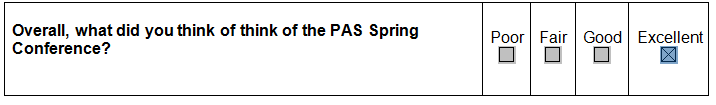 Overall, what did you think of think of the PAS Spring
Conference?
Poor Fair Good Excellent